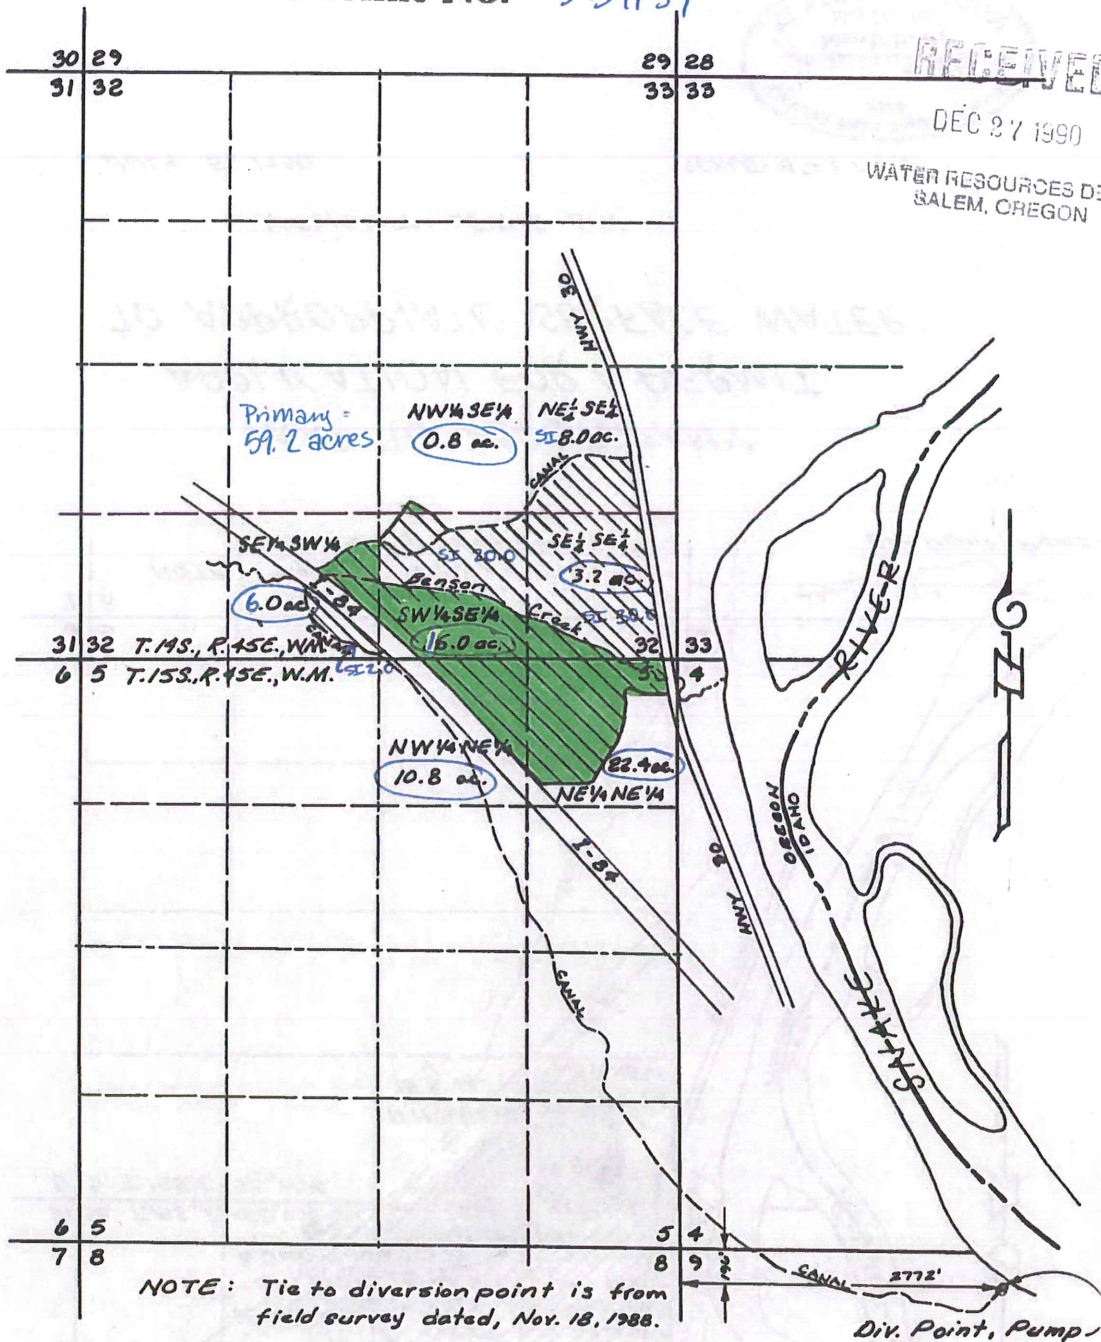 30 29
29 28
31 32
33 33
RECEIVED
DEC 27 1990
WATER RESOURCES DE
SALEM, OREGON
HWY 30
Primary =
59.2 acres
NW¼SE¼
0.8 ac.
NE¼ SE¼
SI 8.0 ac.
CANAL
SE¼SW¼
SE¼ SE¼
SI 20.0
3.2 ac.
Benson
Creek
I-84
6.0 ac.
SW¼SE¼
16.0 ac.
SI 30.0
CANAL
31 32 T.14S., R.45E., W.M.
32 33
6 5 T.15S., R.45E., W.M.
SI 2.0
4
NW¼NE¼
10.8 ac.
22.4 ac.
NE¼NE¼
I-84
HWY 30
OREGON
IDAHO
SNAKE RIVER
N
CANAL
6 5
5 4
7 8
8 9
CANAL
2772'
NOTE: Tie to diversion point is from
field survey dated, Nov. 18, 1988.
Div. Point, Pump